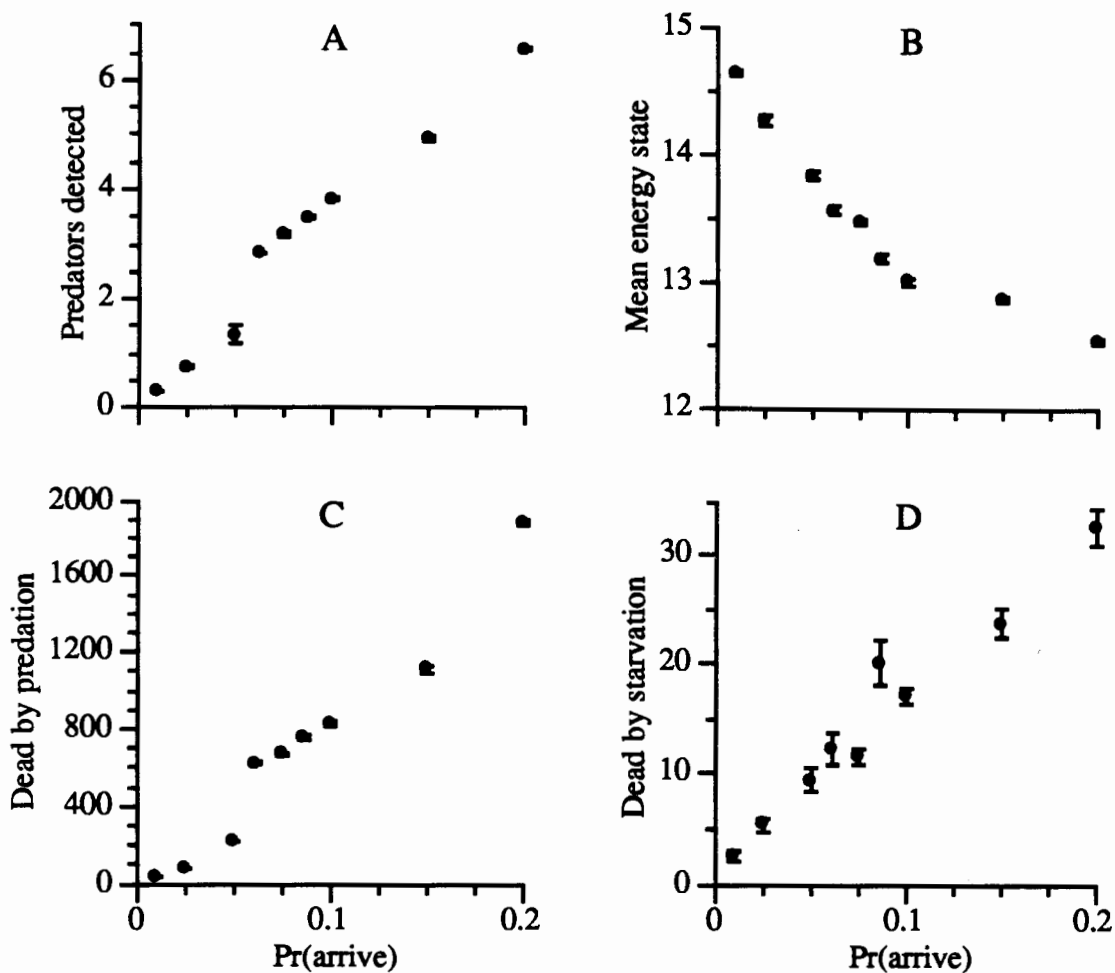 A
Predators detected
6
4
2
0
B
Mean energy state
15
14
13
12
C
Dead by predation
2000
1600
1200
800
400
0
0 0.1 0.2
Pr(arrive)
D
Dead by starvation
30
20
10
0
0 0.1 0.2
Pr(arrive)